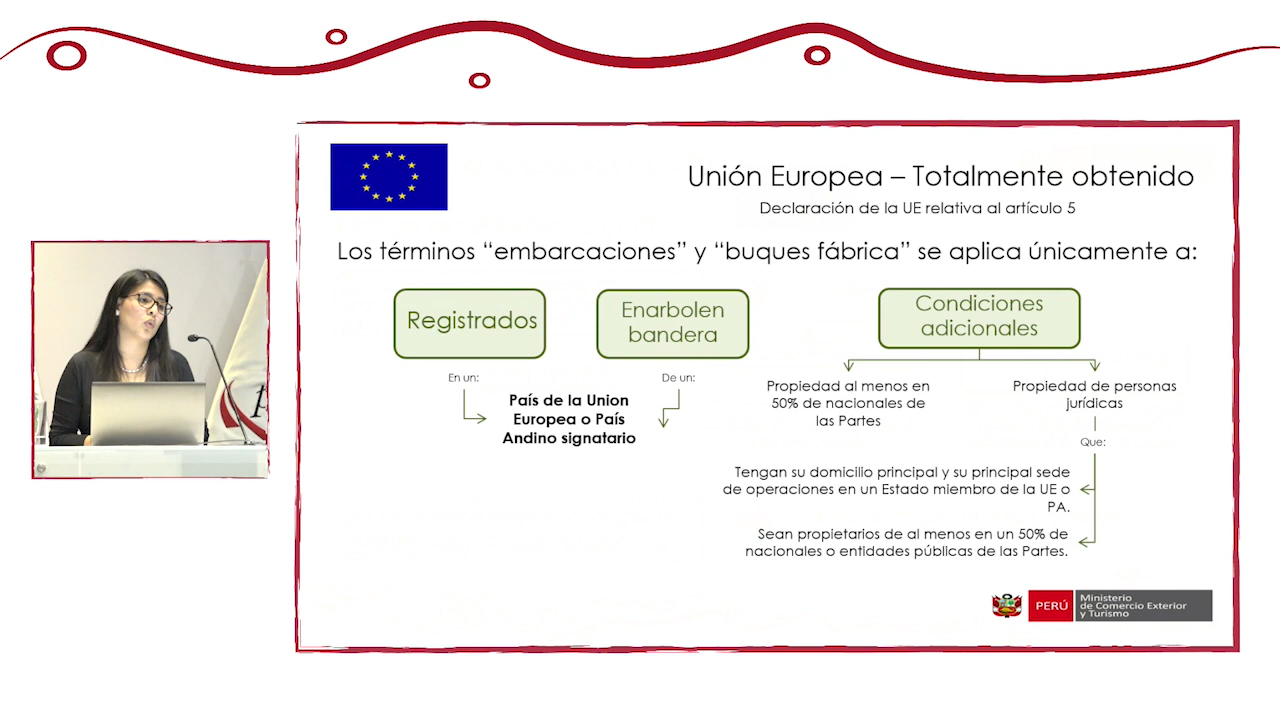 Unión Europea – Totalmente obtenido
Declaración de la UE relativa al artículo 5
Los términos “embarcaciones” y “buques fábrica” se aplica únicamente a:
Registrados
Enarbolen
bandera
Condiciones
adicionales
En un:
De un:
País de la Union
Europea o País
Andino signatario
Propiedad al menos en
50% de nacionales de
las Partes
Propiedad de personas
jurídicas
Que:
Tengan su domicilio principal y su principal sede
de operaciones en un Estado miembro de la UE o
PA.
Sean propietarios de al menos en un 50% de
nacionales o entidades públicas de las Partes.
PERÚ
Ministerio
de Comercio Exterior
y Turismo